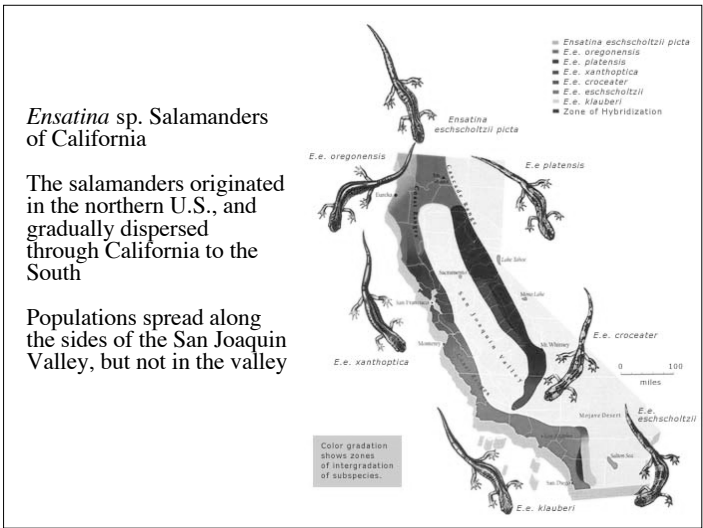 Ensatina sp. Salamanders
of California
The salamanders originated
in the northern U.S., and
gradually dispersed
through California to the
South
Populations spread along
the sides of the San Joaquin
Valley, but not in the valley
Ensatina eschscholtzii picta
E.e. oregonensis
E.e. platensis
E.e. xanthoptica
E.e. croceater
E.e. eschscholtzii
E.e. klauberi
Zone of Hybridization
Ensatina
eschscholtzii picta
E.e. oregonensis
E.e platensis
Eureka
Lake Tahoe
Sacramento
San Francisco
Mono Lake
San Joaquin Valley
Monterey
Mt. Whitney
E.e. xanthoptica
E.e. croceater
0 100
miles
Mojave Desert
E.e.
eschscholtzii
Color gradation
shows zones
of intergradation
of subspecies.
Salton Sea
San Diego
E.e. klauberi